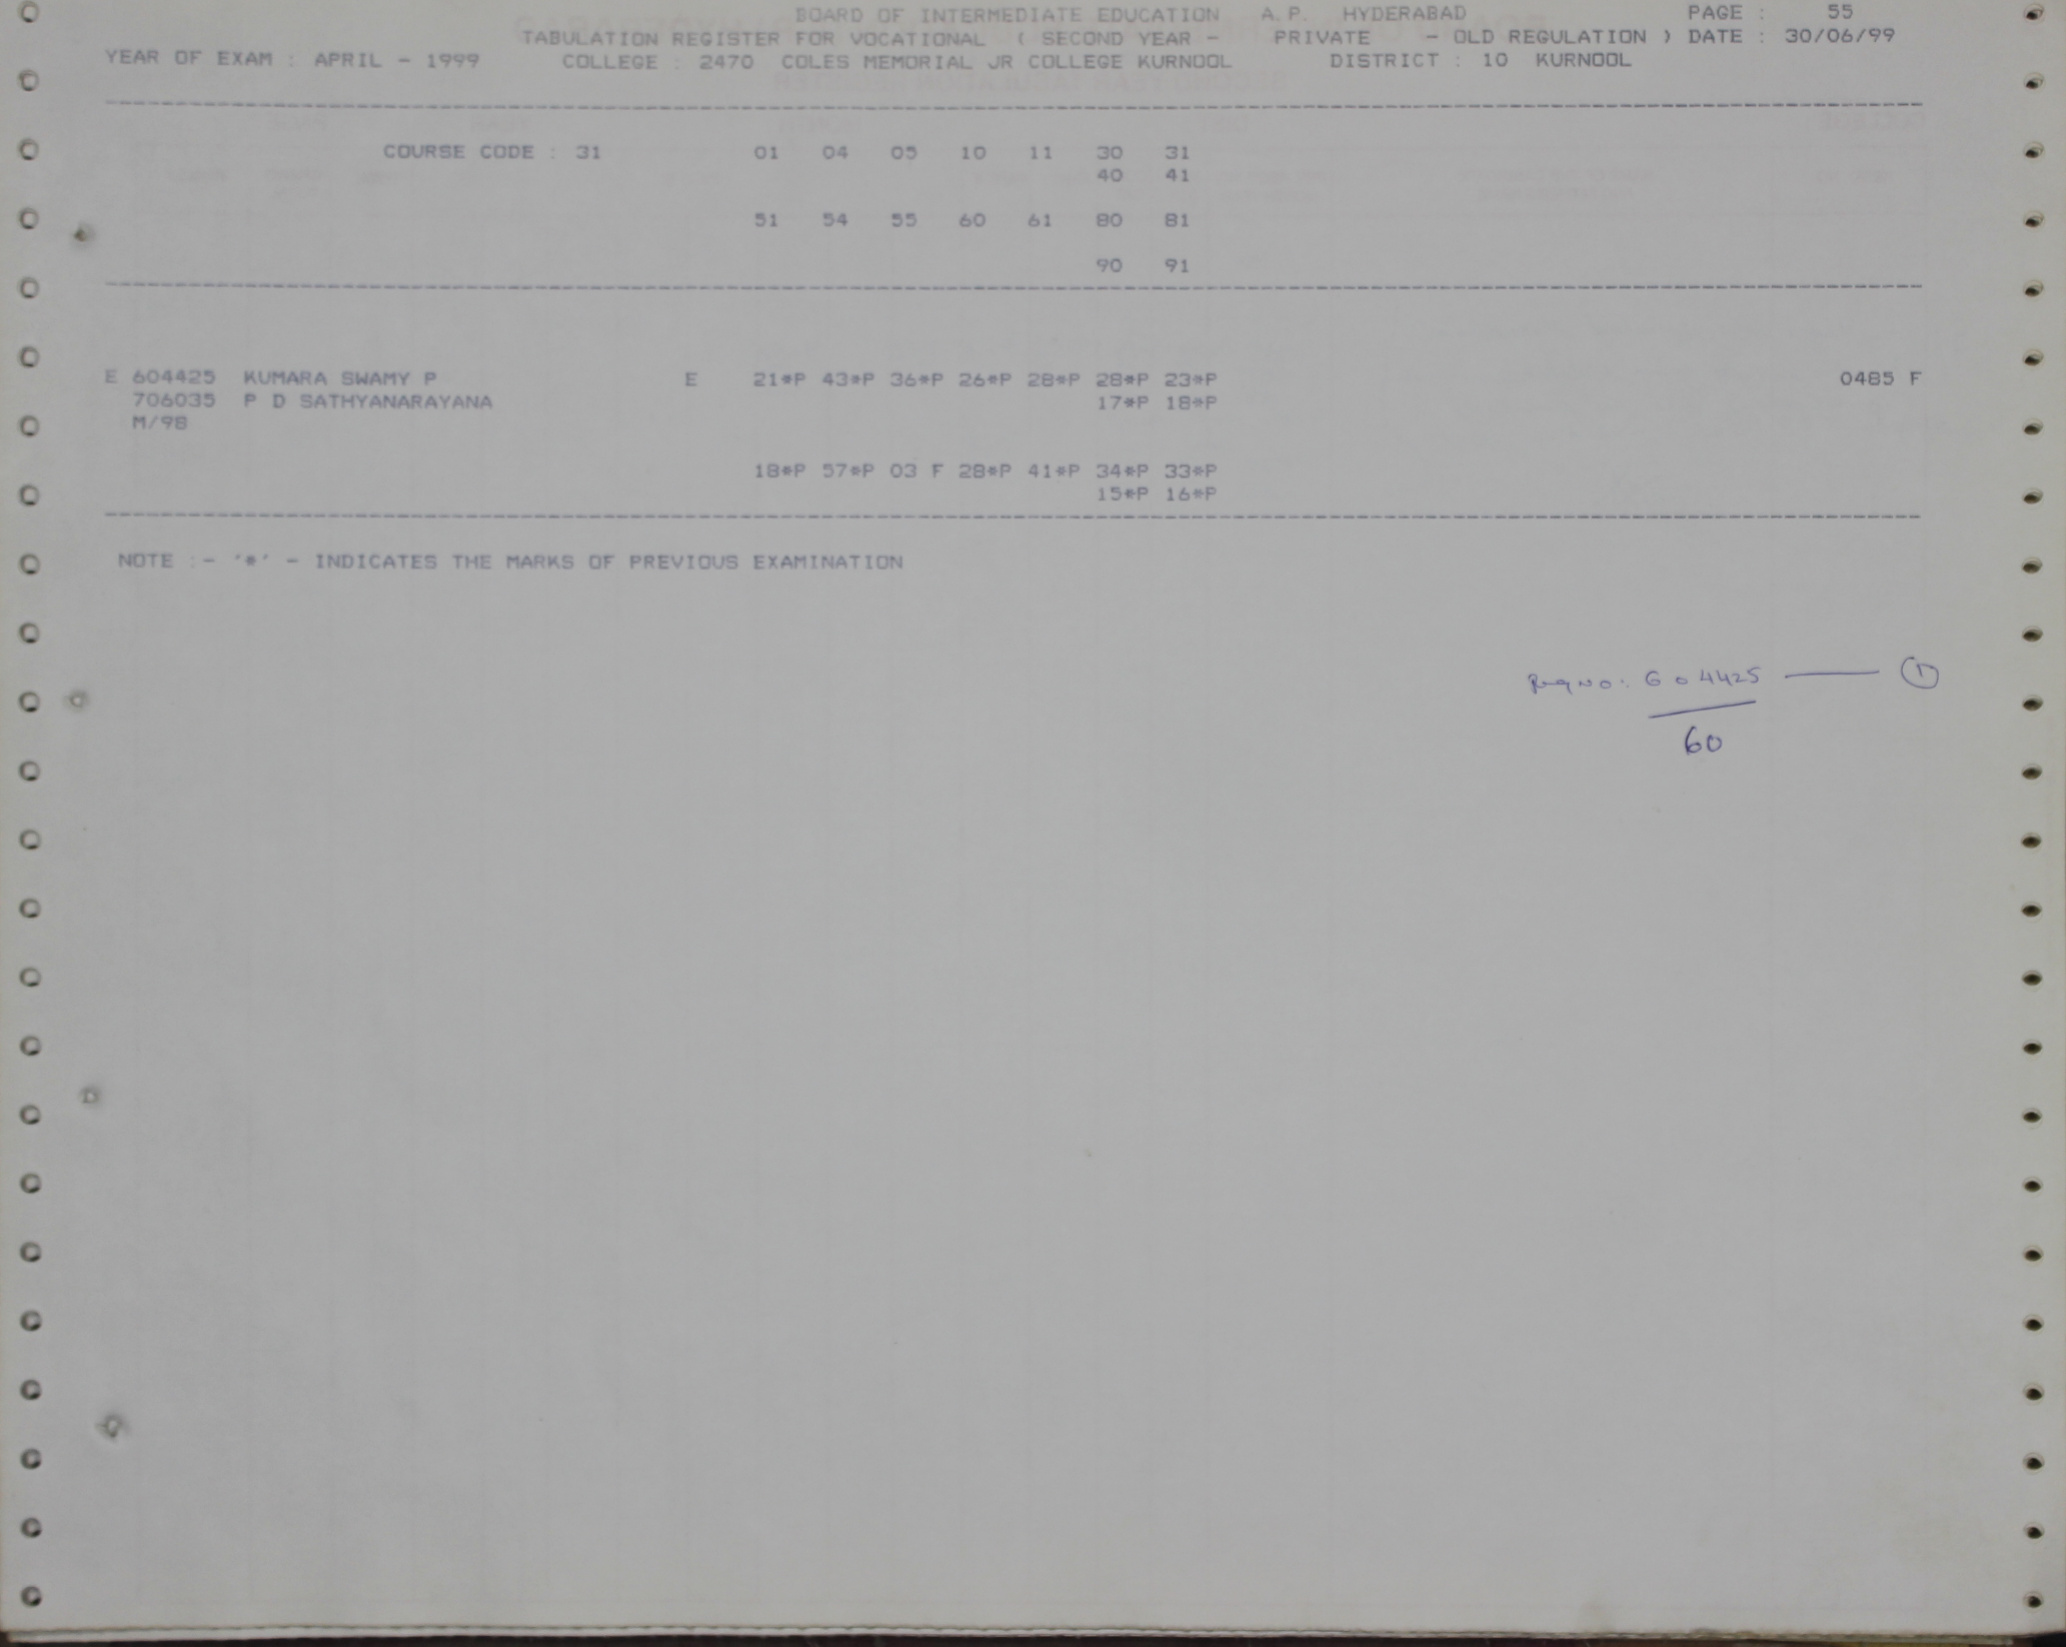 BOARD OF INTERMEDIATE EDUCATION A.P. HYDERABAD PAGE : 55
TABULATION REGISTER FOR VOCATIONAL ( SECOND YEAR - PRIVATE - OLD REGULATION ) DATE : 30/06/99
YEAR OF EXAM : APRIL - 1999 COLLEGE : 2470 COLES MEMORIAL JR COLLEGE KURNOOL DISTRICT : 10 KURNOOL
COURSE CODE : 31 01 04 05 10 11 30 31
40 41
51 54 55 60 61 80 81
90 91
E 604425 KUMARA SWAMY P E 21*P 43*P 36*P 26*P 28*P 28*P 23*P 0485 F
706035 P D SATHYANARAYANA 17*P 18*P
M/98
18*P 57*P 03 F 28*P 41*P 34*P 33*P
15*P 16*P
NOTE :- '*' - INDICATES THE MARKS OF PREVIOUS EXAMINATION
Reg NO: 604425 —— 1
60